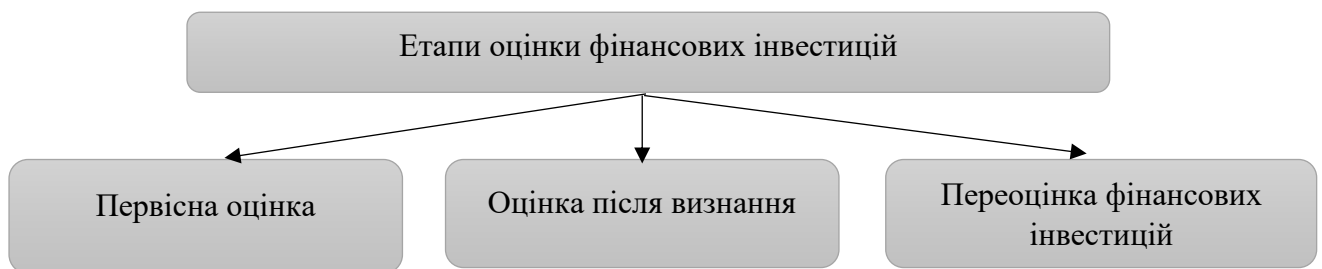 Етапи оцінки фінансових інвестицій
Первісна оцінка
Оцінка після визнання
Переоцінка фінансових
інвестицій